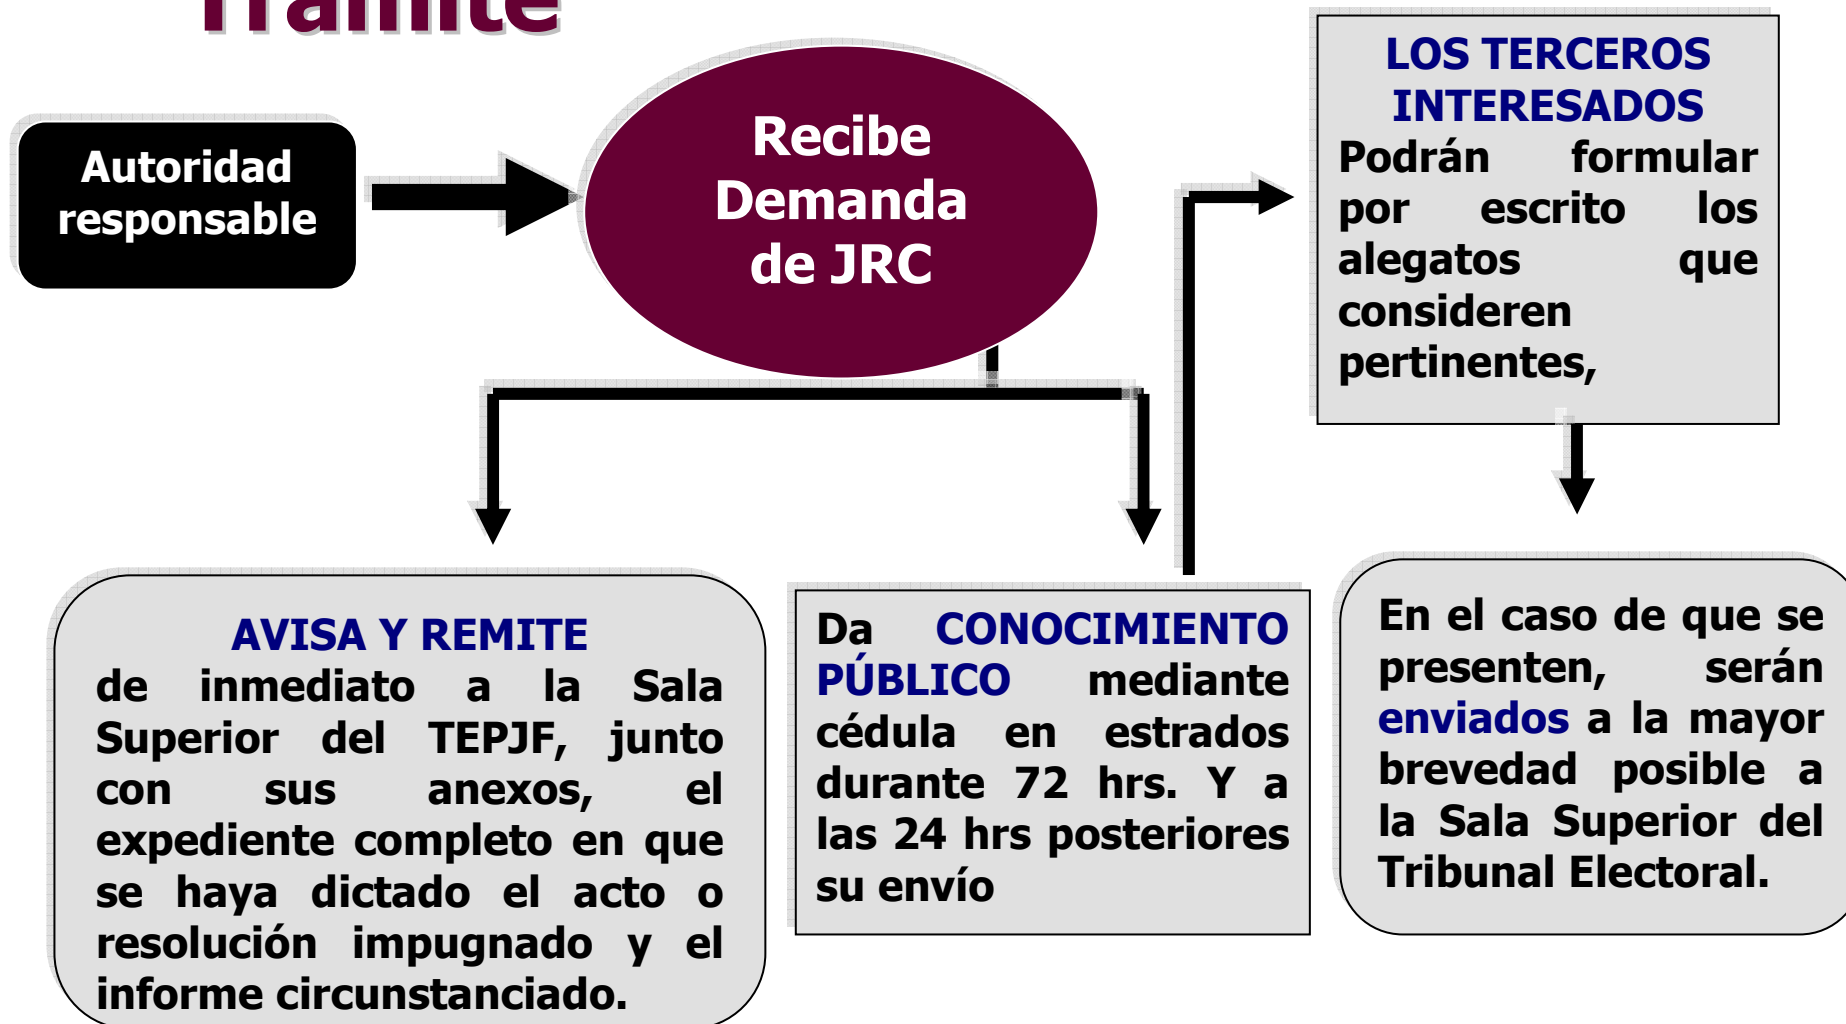 Trámite
Autoridad
responsable
Recibe
Demanda
de JRC
LOS TERCEROS
INTERESADOS
Podrán formular
por escrito los
alegatos que
consideren
pertinentes,
AVISA Y REMITE
de inmediato a la Sala
Superior del TEPJF, junto
con sus anexos, el
expediente completo en que
se haya dictado el acto o
resolución impugnado y el
informe circunstanciado.
Da CONOCIMIENTO
PÚBLICO mediante
cédula en estrados
durante 72 hrs. Y a
las 24 hrs posteriores
su envío
En el caso de que se
presenten, serán
enviados a la mayor
brevedad posible a
la Sala Superior del
Tribunal Electoral.